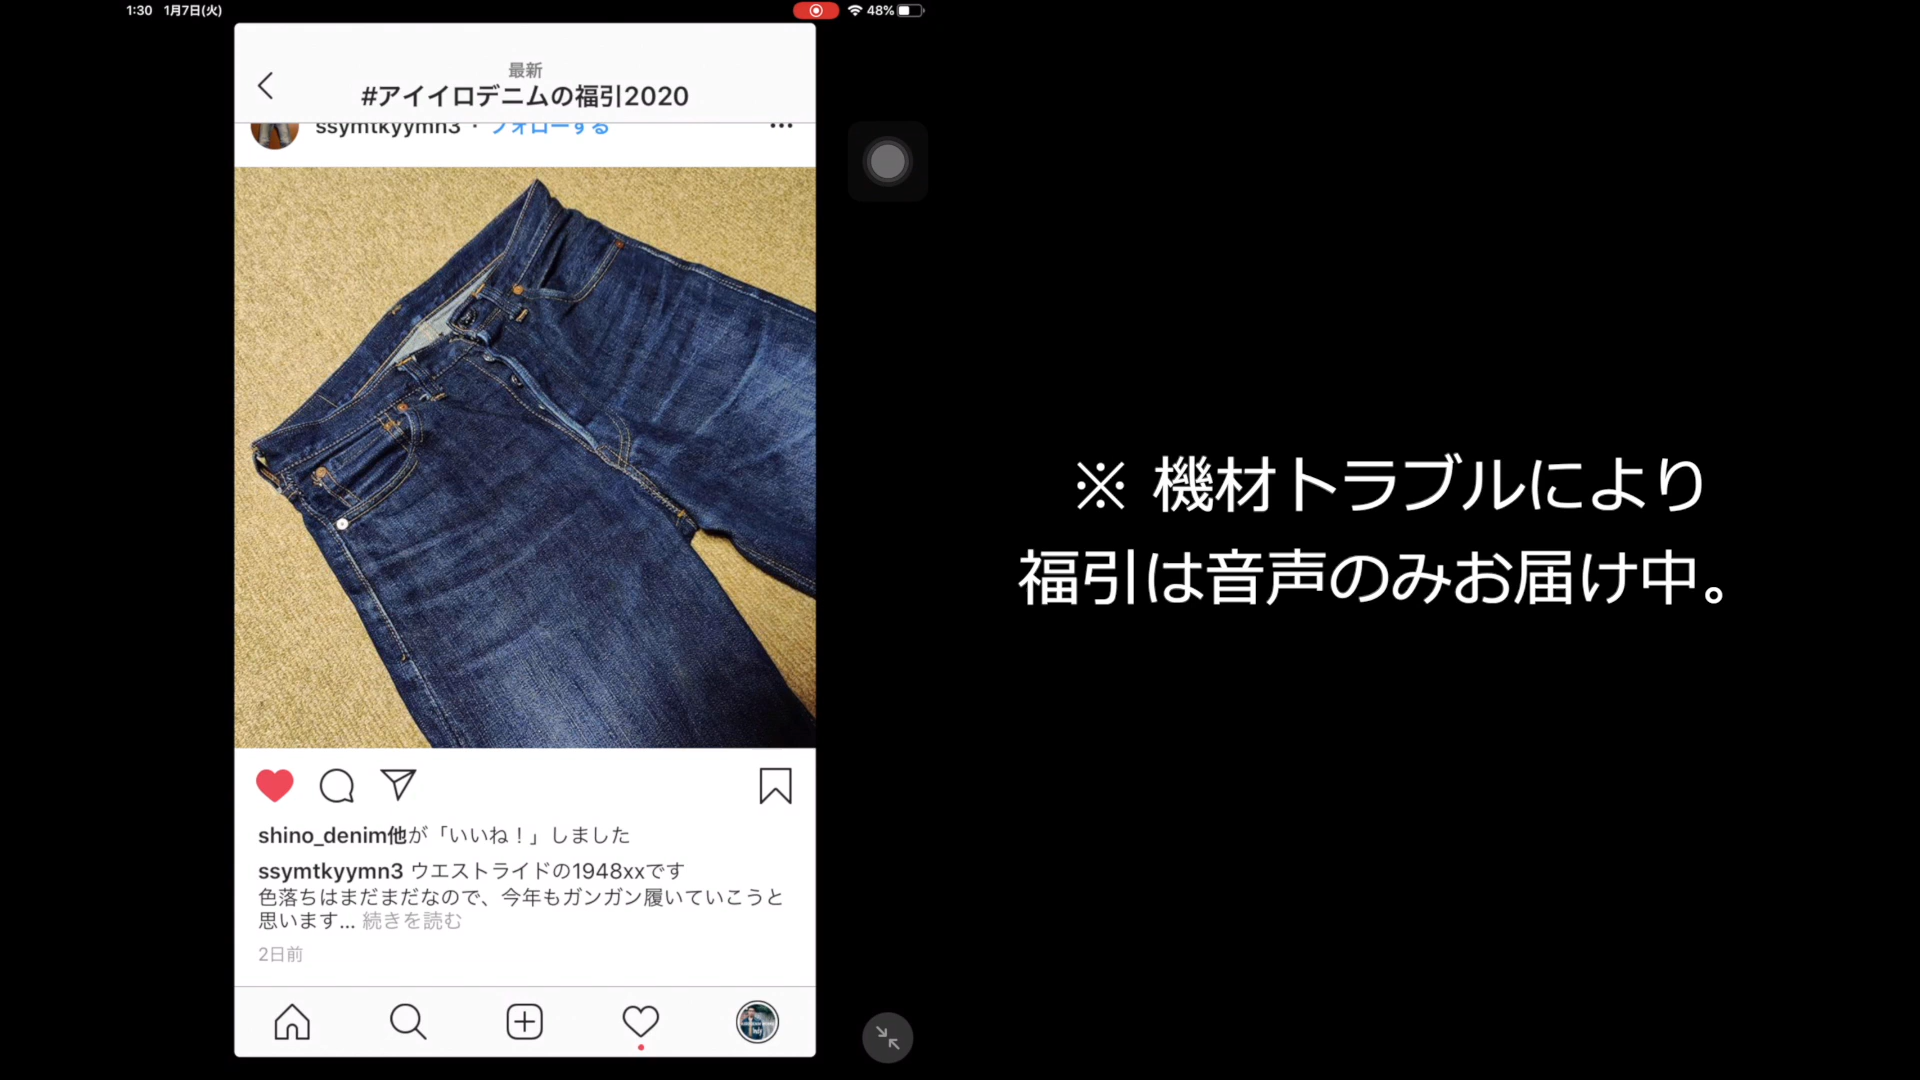 1:30 1月7日(火)
48%
最新
#アイイロデニムの福引2020
ssymtkyymn3 · フォローする
shino_denim他が「いいね！」しました
ssymtkyymn3 ウエストライドの1948xxです
色落ちはまだまだなので、今年もガンガン履いていこうと
思います... 続きを読む
2日前
※ 機材トラブルにより
福引は音声のみお届け中。